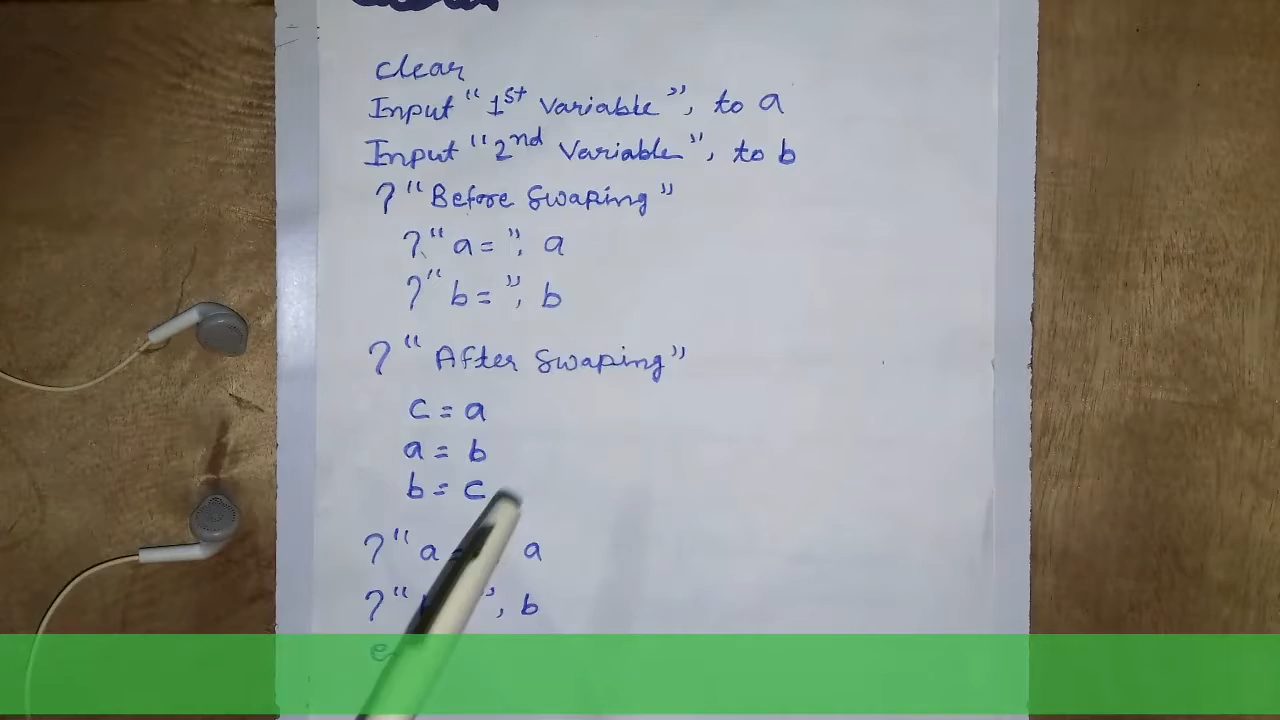 clear
Input "1st Variable", to a
Input "2nd Variable", to b
? "Before Swaping"
? "a = ", a
? "b = ", b
? "After Swaping"
c = a
a = b
b = c
? "a a
? " ", b